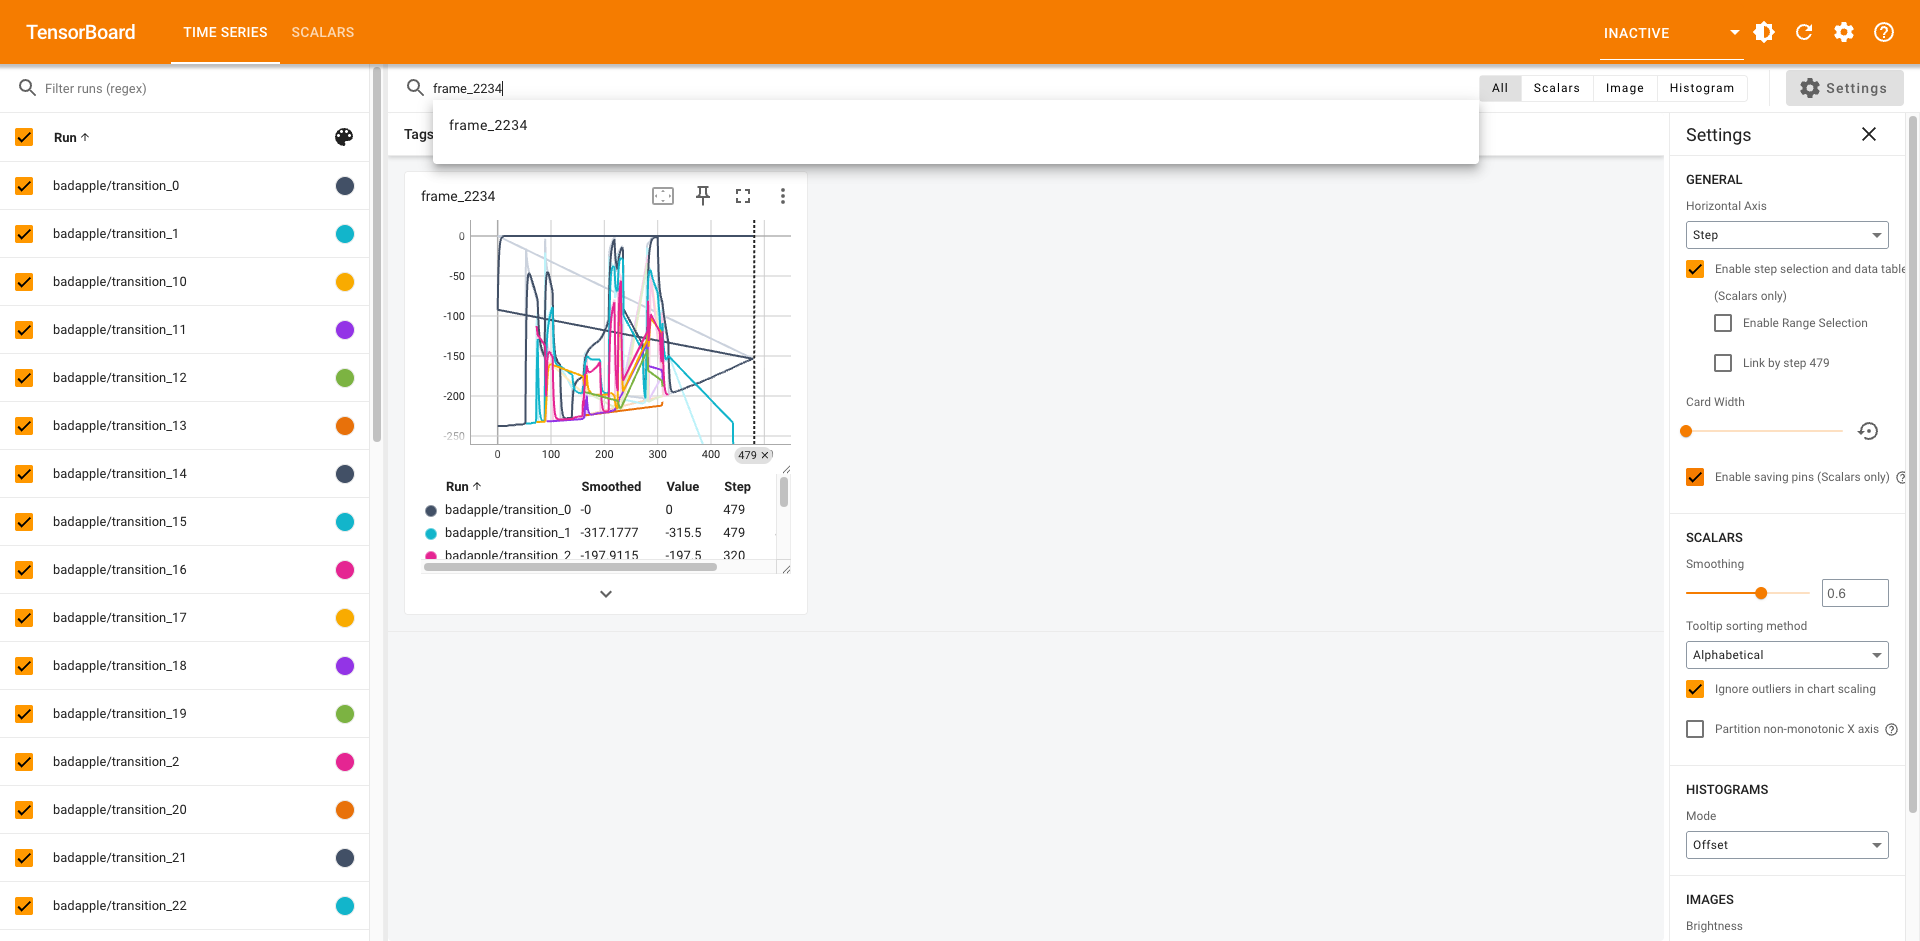 TensorBoard
TIME SERIES
SCALARS
INACTIVE
Filter runs (regex)
Run
badapple/transition_0
badapple/transition_1
badapple/transition_10
badapple/transition_11
badapple/transition_12
badapple/transition_13
badapple/transition_14
badapple/transition_15
badapple/transition_16
badapple/transition_17
badapple/transition_18
badapple/transition_19
badapple/transition_2
badapple/transition_20
badapple/transition_21
badapple/transition_22
frame_2234
frame_2234
All
Scalars
Image
Histogram
Settings
Tags
frame_2234
0
-50
-100
-150
-200
-250
0
100
200
300
400
479
Run Smoothed Value Step
badapple/transition_0 -0 0 479
badapple/transition_1 -317.1777 -315.5 479
badapple/transition_2 -197.9115 -197.5 320
Settings
GENERAL
Horizontal Axis
Step
Enable step selection and data table
(Scalars only)
Enable Range Selection
Link by step 479
Card Width
Enable saving pins (Scalars only)
SCALARS
Smoothing
0.6
Tooltip sorting method
Alphabetical
Ignore outliers in chart scaling
Partition non-monotonic X axis
HISTOGRAMS
Mode
Offset
IMAGES
Brightness